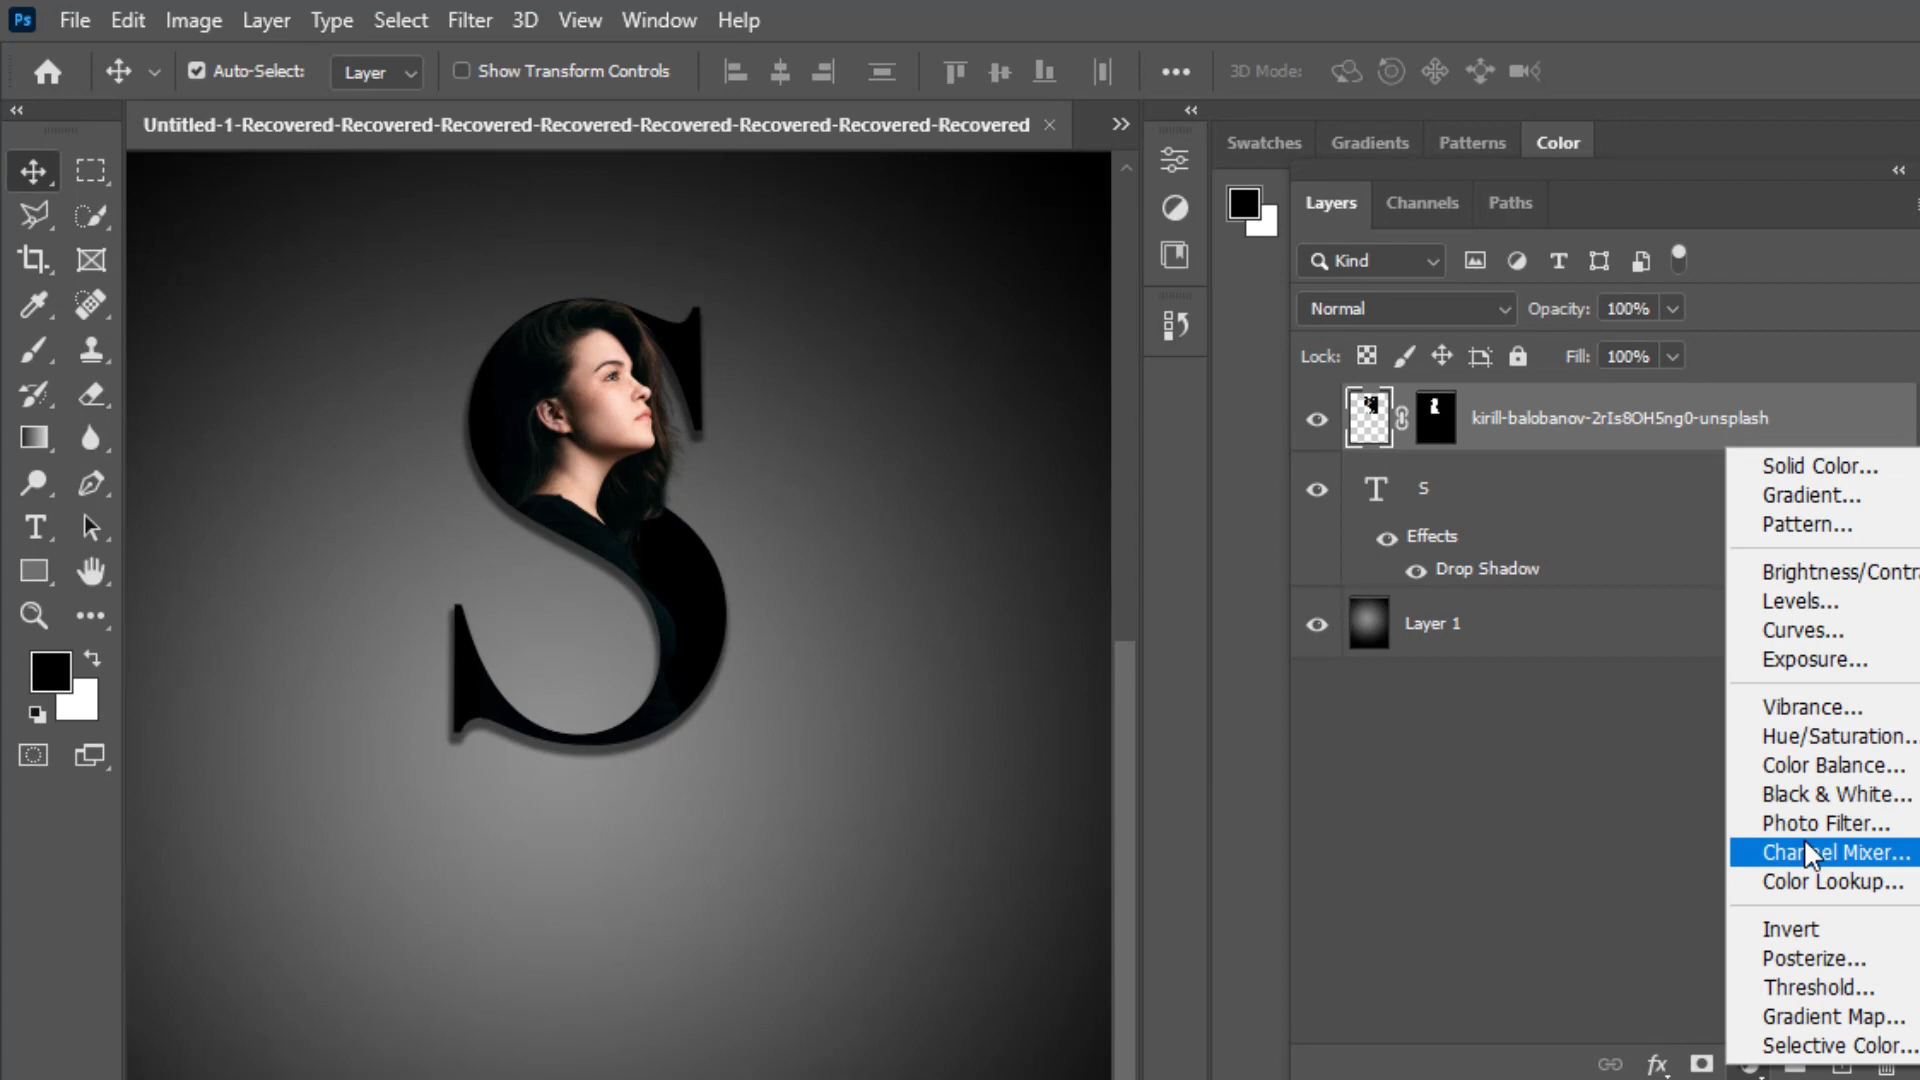 Ps File Edit Image Layer Type Select Filter 3D View Window Help
Auto-Select: Layer Show Transform Controls 3D Mode:
Untitled-1-Recovered-Recovered-Recovered-Recovered-Recovered-Recovered-Recovered-Recovered
Swatches Gradients Patterns Color
Layers Channels Paths
Kind
Normal Opacity: 100%
Lock: Fill: 100%
kirill-balobanov-2rIs8OH5ng0-unsplash
S
Effects
Drop Shadow
Layer 1
Solid Color...
Gradient...
Pattern...
Brightness/Contra
Levels...
Curves...
Exposure...
Vibrance...
Hue/Saturation...
Color Balance...
Black & White...
Photo Filter...
Channel Mixer...
Color Lookup...
Invert
Posterize...
Threshold...
Gradient Map...
Selective Color...
fx
S